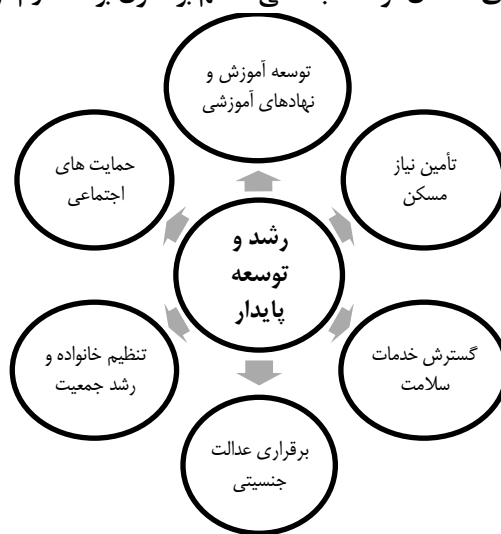 توسعه آموزش و
نهادهای آموزشی
تأمین نیاز
مسکن
حمایت های
اجتماعی
رشد و
توسعه
پایدار
گسترش خدمات
سلامت
تنظیم خانواده و
رشد جمعیت
برقراری عدالت
جنسیتی